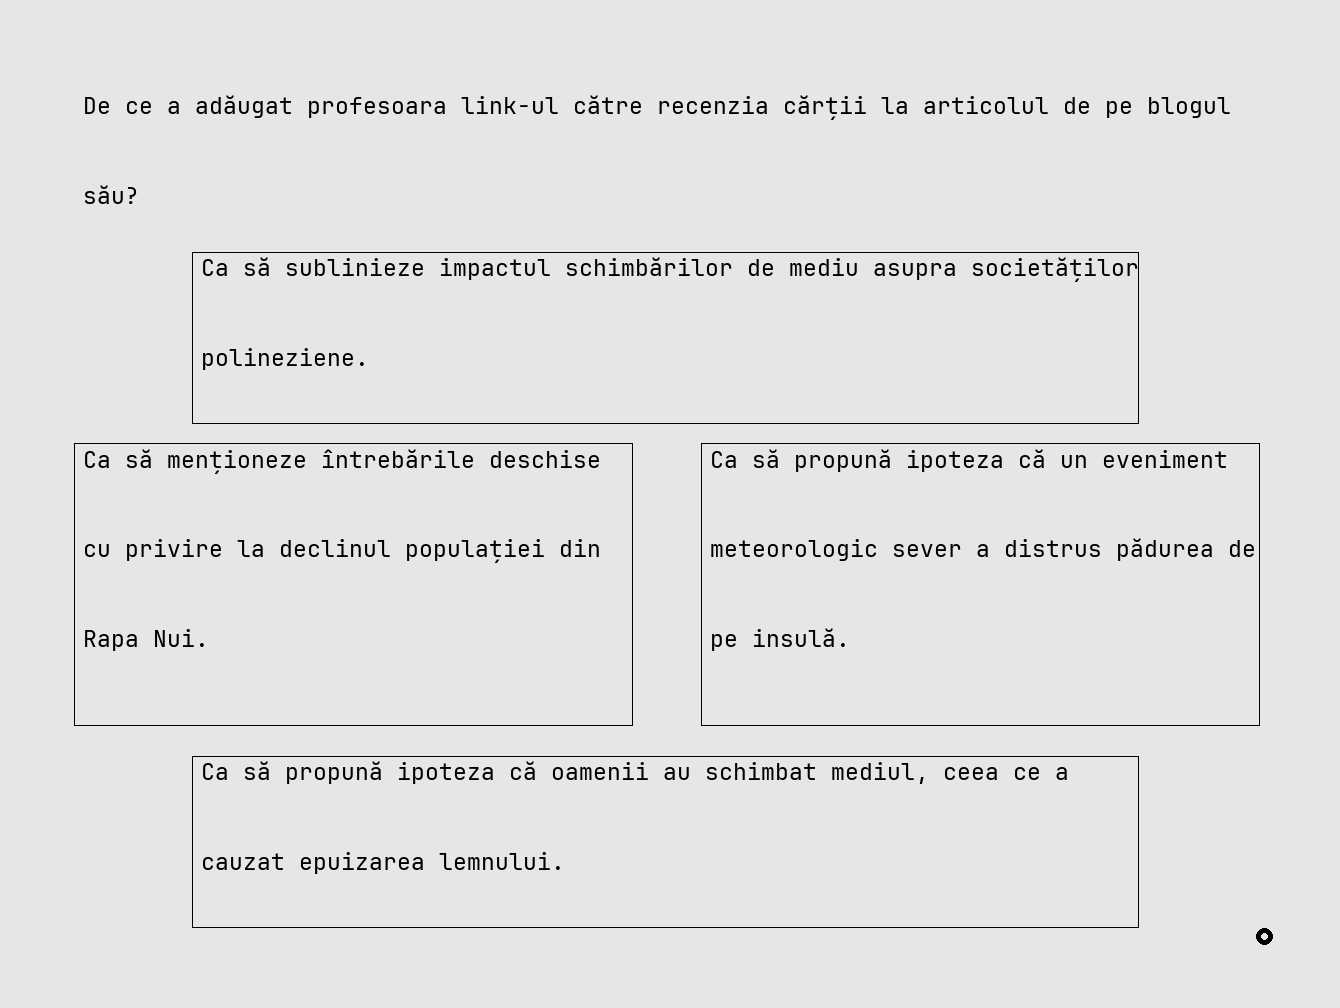 De ce a adăugat profesoara link-ul către recenzia cărții la articolul de pe blogul
său?
Ca să sublinieze impactul schimbărilor de mediu asupra societăților
polineziene.
Ca să menționeze întrebările deschise
cu privire la declinul populației din
Rapa Nui.
Ca să propună ipoteza că un eveniment
meteorologic sever a distrus pădurea de
pe insulă.
Ca să propună ipoteza că oamenii au schimbat mediul, ceea ce a
cauzat epuizarea lemnului.